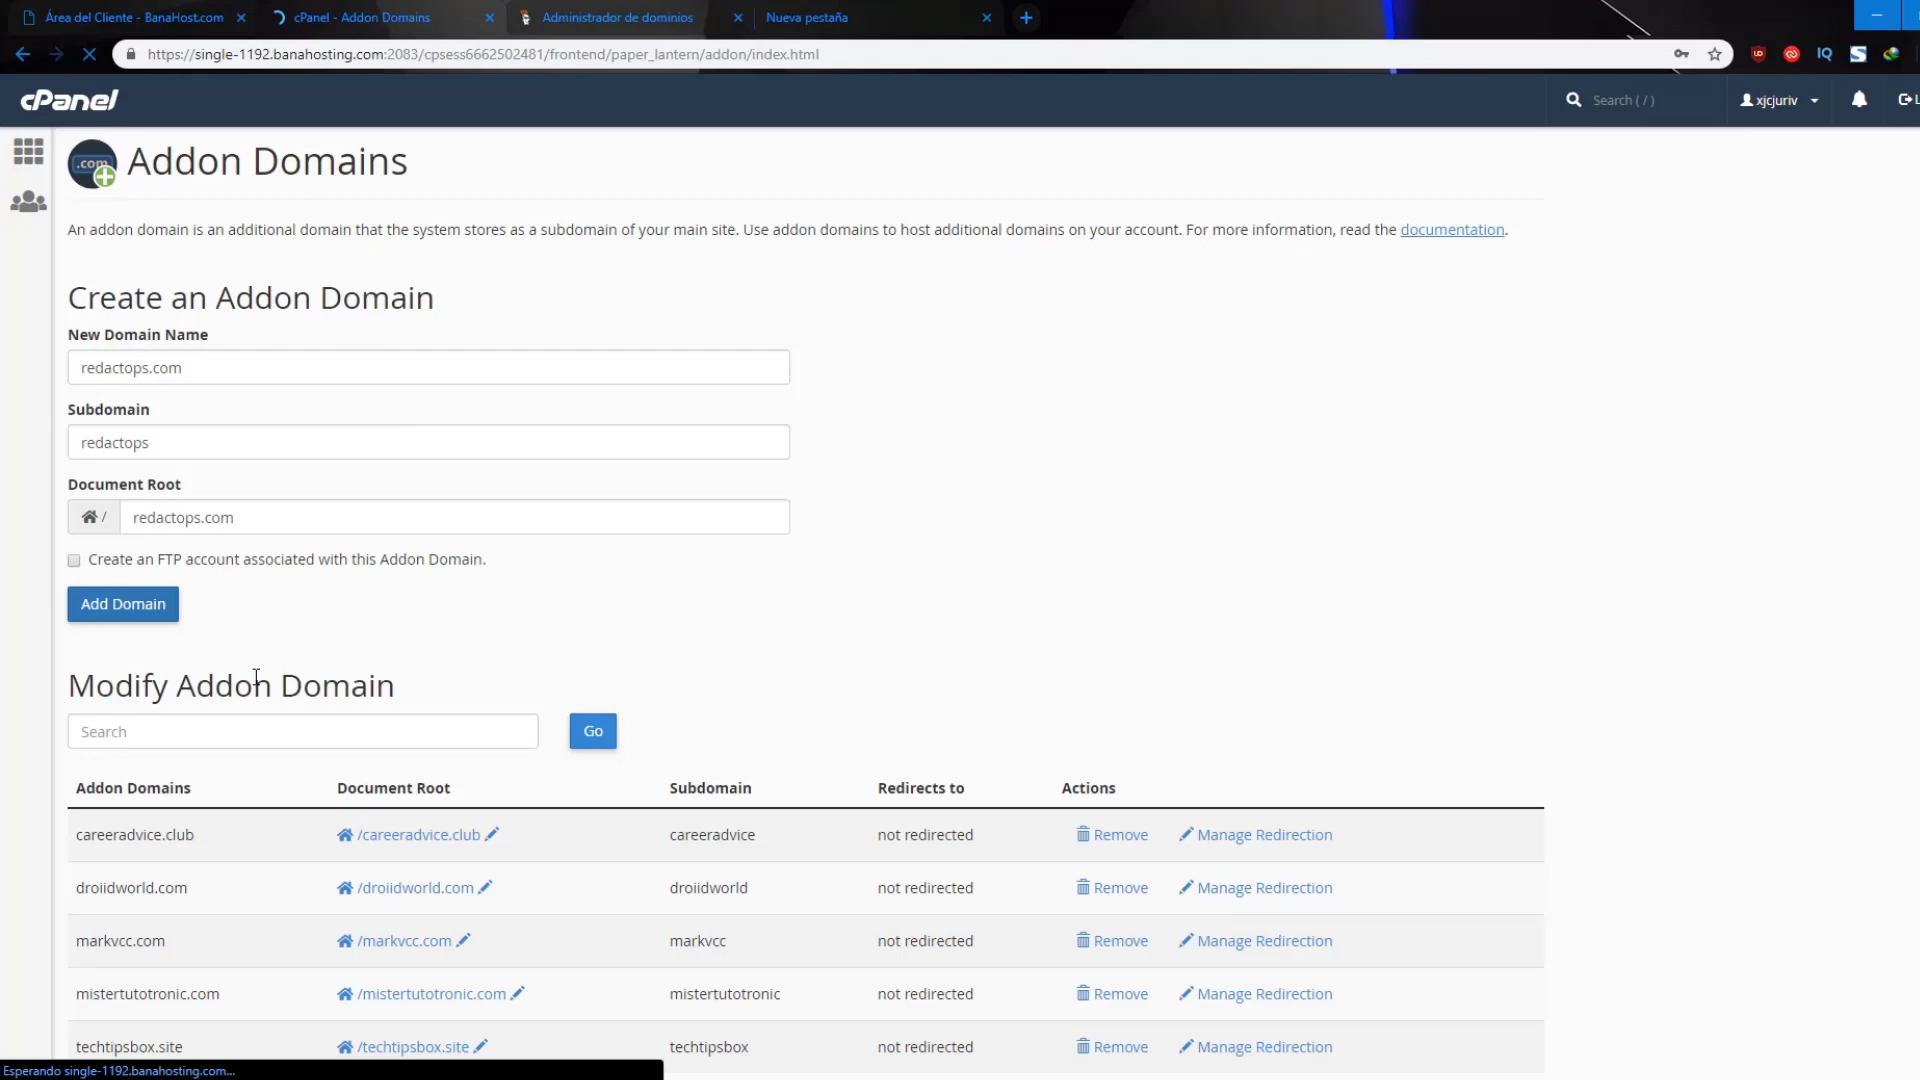 Área del Cliente - BanaHost.com
cPanel - Addon Domains
Administrador de dominios
Nueva pestaña
https://single-1192.banahosting.com:2083/cpsess6662502481/frontend/paper_lantern/addon/index.html
IQ
cPanel
Search ( / )
xjcjuriv
L
.com
Addon Domains
An addon domain is an additional domain that the system stores as a subdomain of your main site. Use addon domains to host additional domains on your account. For more information, read the documentation.
Create an Addon Domain
New Domain Name
redactops.com
Subdomain
redactops
Document Root
/ redactops.com
Create an FTP account associated with this Addon Domain.
Add Domain
Modify Addon Domain
Search Go
Addon Domains Document Root Subdomain Redirects to Actions
careeradvice.club /careeradvice.club careeradvice not redirected Remove Manage Redirection
droiidworld.com /droiidworld.com droiidworld not redirected Remove Manage Redirection
markvcc.com /markvcc.com markvcc not redirected Remove Manage Redirection
mistertutotronic.com /mistertutotronic.com mistertutotronic not redirected Remove Manage Redirection
techtipsbox.site /techtipsbox.site techtipsbox not redirected Remove Manage Redirection
Esperando single-1192.banahosting.com...